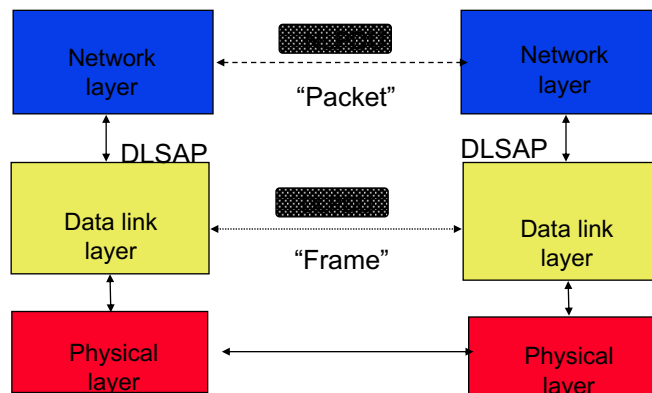 Network
layer
Network
layer
“Packet”
DLSAP
DLSAP
Data link
layer
Data link
layer
“Frame”
Physical
layer
Physical
layer